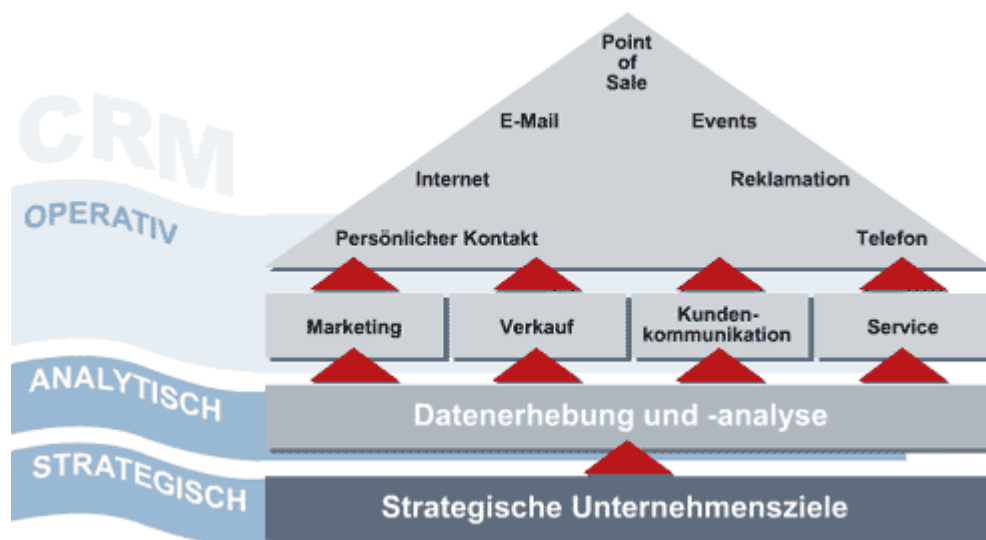 Point
of
Sale
CRM
E-Mail Events
Internet Reklamation
OPERATIV
Persönlicher Kontakt Telefon
Marketing Verkauf Kunden-
kommunikation Service
ANALYTISCH
Datenerhebung und -analyse
STRATEGISCH
Strategische Unternehmensziele